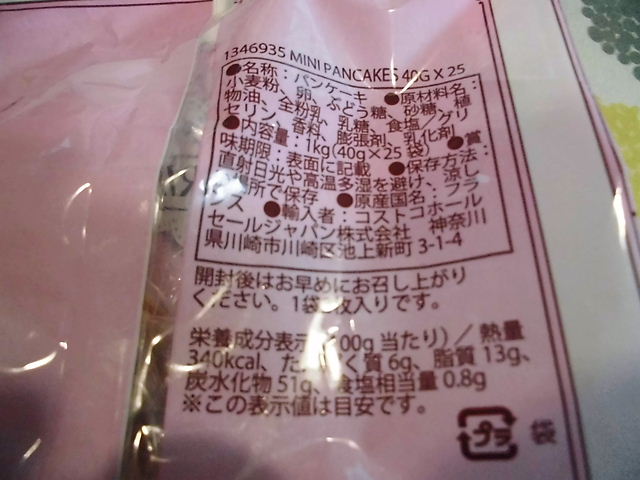 1346935 MINI PANCAKES 40G X 25
●名称：パンケーキ ●原材料名：
小麦粉、卵、ぶどう糖、砂糖、植
物油、全粉乳、乳糖、食塩／グリ
セリン、香料、膨張剤、乳化剤
●内容量：1kg(40g×25袋) ●賞
味期限：表面に記載 ●保存方法：
直射日光や高温多湿を避け、涼し
場所で保存 ●原産国名：フラ
ンス ●輸入者：コストコホール
セールジャパン株式会社 神奈川
県川崎市川崎区池上新町 3-1-4
開封後はお早めにお召し上がり
ください。1袋 枚入りです。
栄養成分表示 00g 当たり)／熱量
340kcal、た く質 6g、脂質 13g、
炭水化物 51g、食塩相当量 0.8g
※この表示値は目安です。
プラ 袋